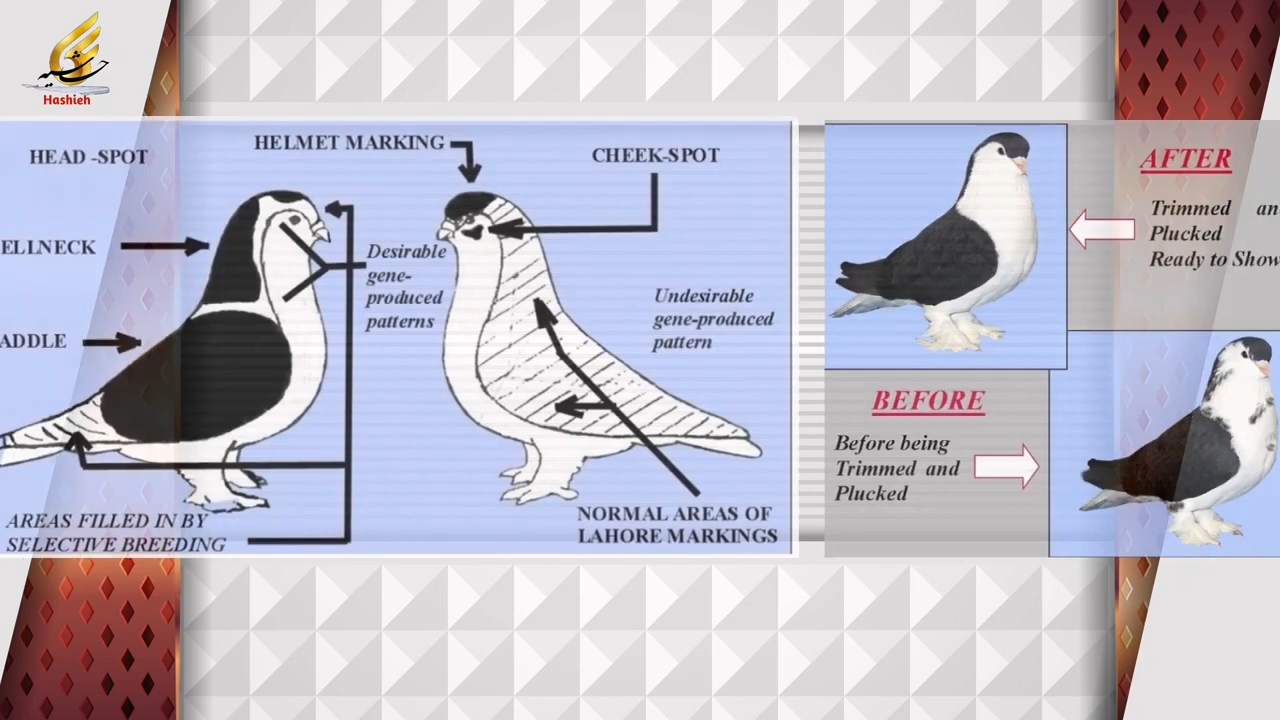 حاشیه
Hashieh
HEAD -SPOT
HELMET MARKING
CHEEK-SPOT
ELLNECK
ADDLE
Desirable
gene-
produced
patterns
Undesirable
gene-produced
pattern
AREAS FILLED IN BY
SELECTIVE BREEDING
NORMAL AREAS OF
LAHORE MARKINGS
AFTER
Trimmed an
Plucked
Ready to Show
BEFORE
Before being
Trimmed and
Plucked